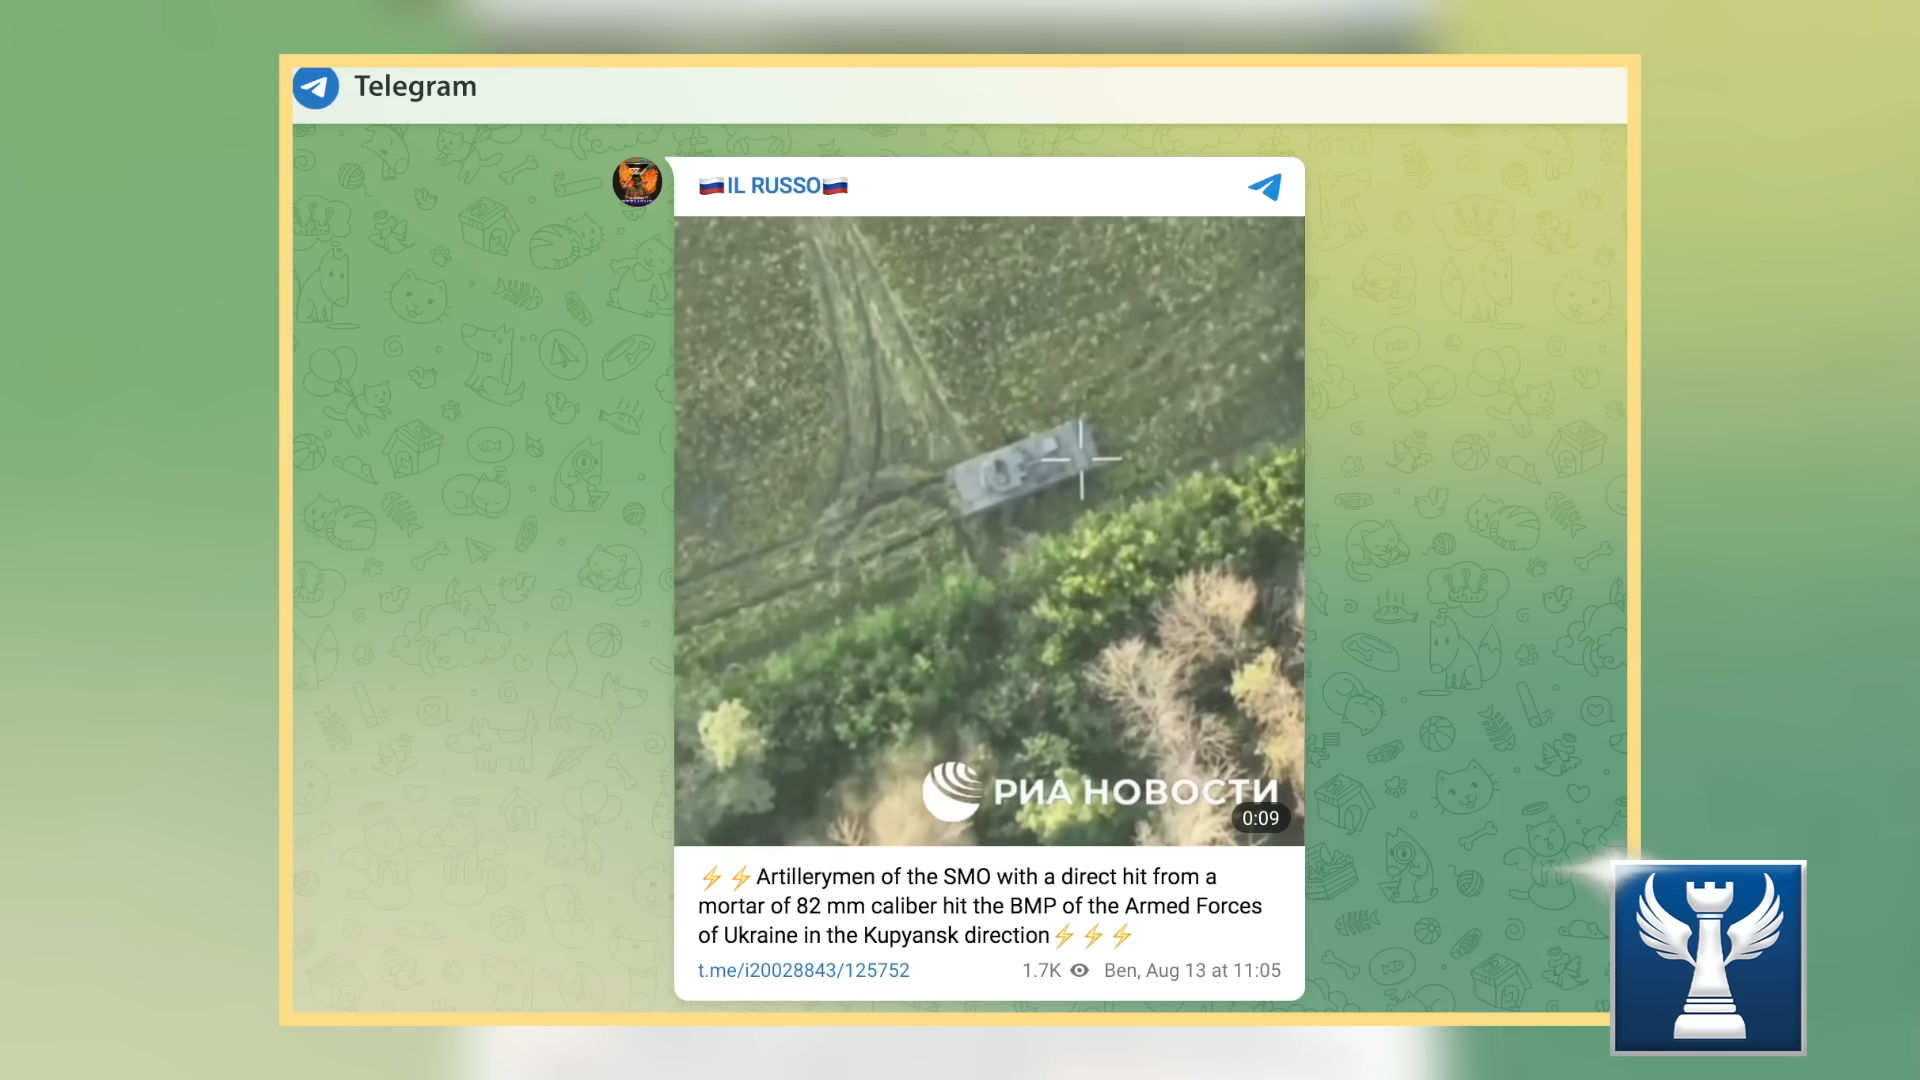 Telegram
🇷🇺IL RUSSO🇷🇺
РИА НОВОСТИ
0:09
⚡⚡Artillerymen of the SMO with a direct hit from a
mortar of 82 mm caliber hit the BMP of the Armed Forces
of Ukraine in the Kupyansk direction⚡⚡⚡
t.me/i20028843/125752 1.7K Ben, Aug 13 at 11:05